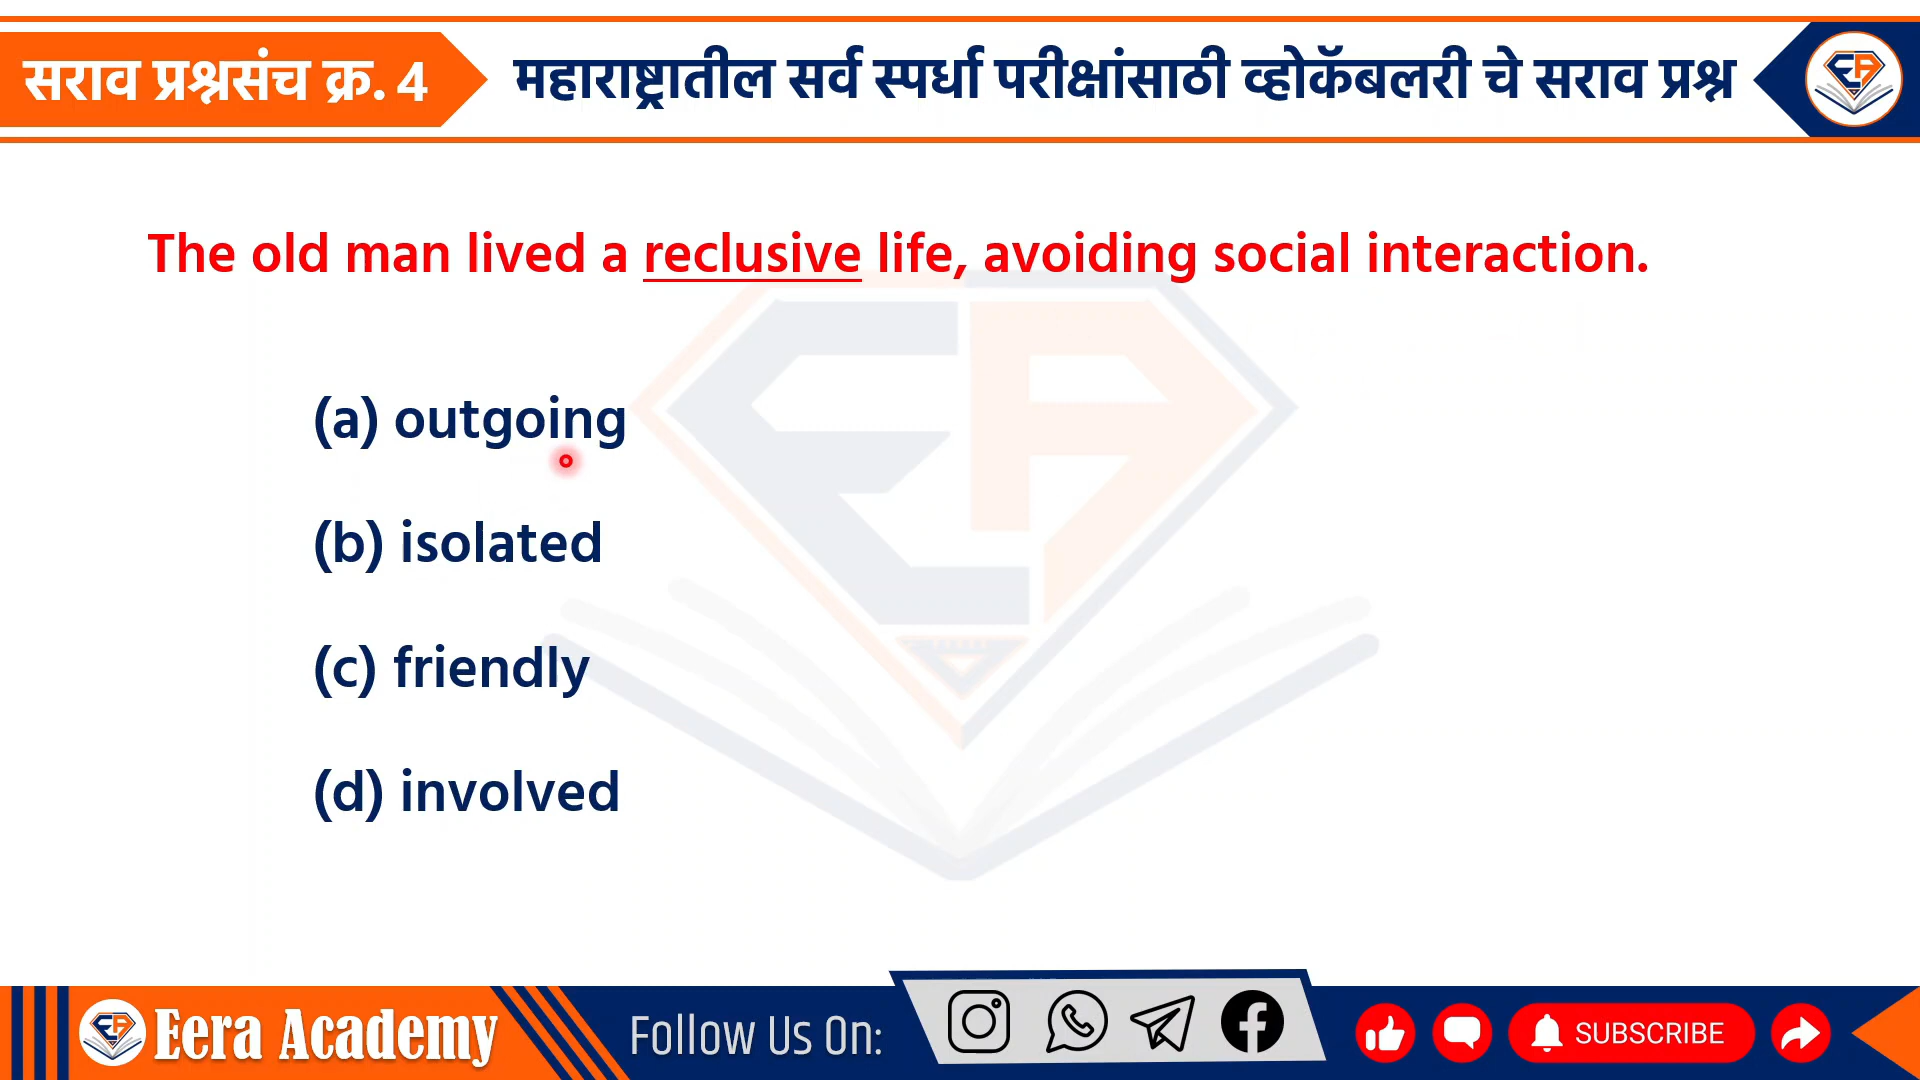 सराव प्रश्नसंच क्र. 4
महाराष्ट्रातील सर्व स्पर्धा परीक्षांसाठी व्होकॅबलरी चे सराव प्रश्न
The old man lived a reclusive life, avoiding social interaction.
(a) outgoing
(b) isolated
(c) friendly
(d) involved
Eera Academy
Follow Us On:
SUBSCRIBE